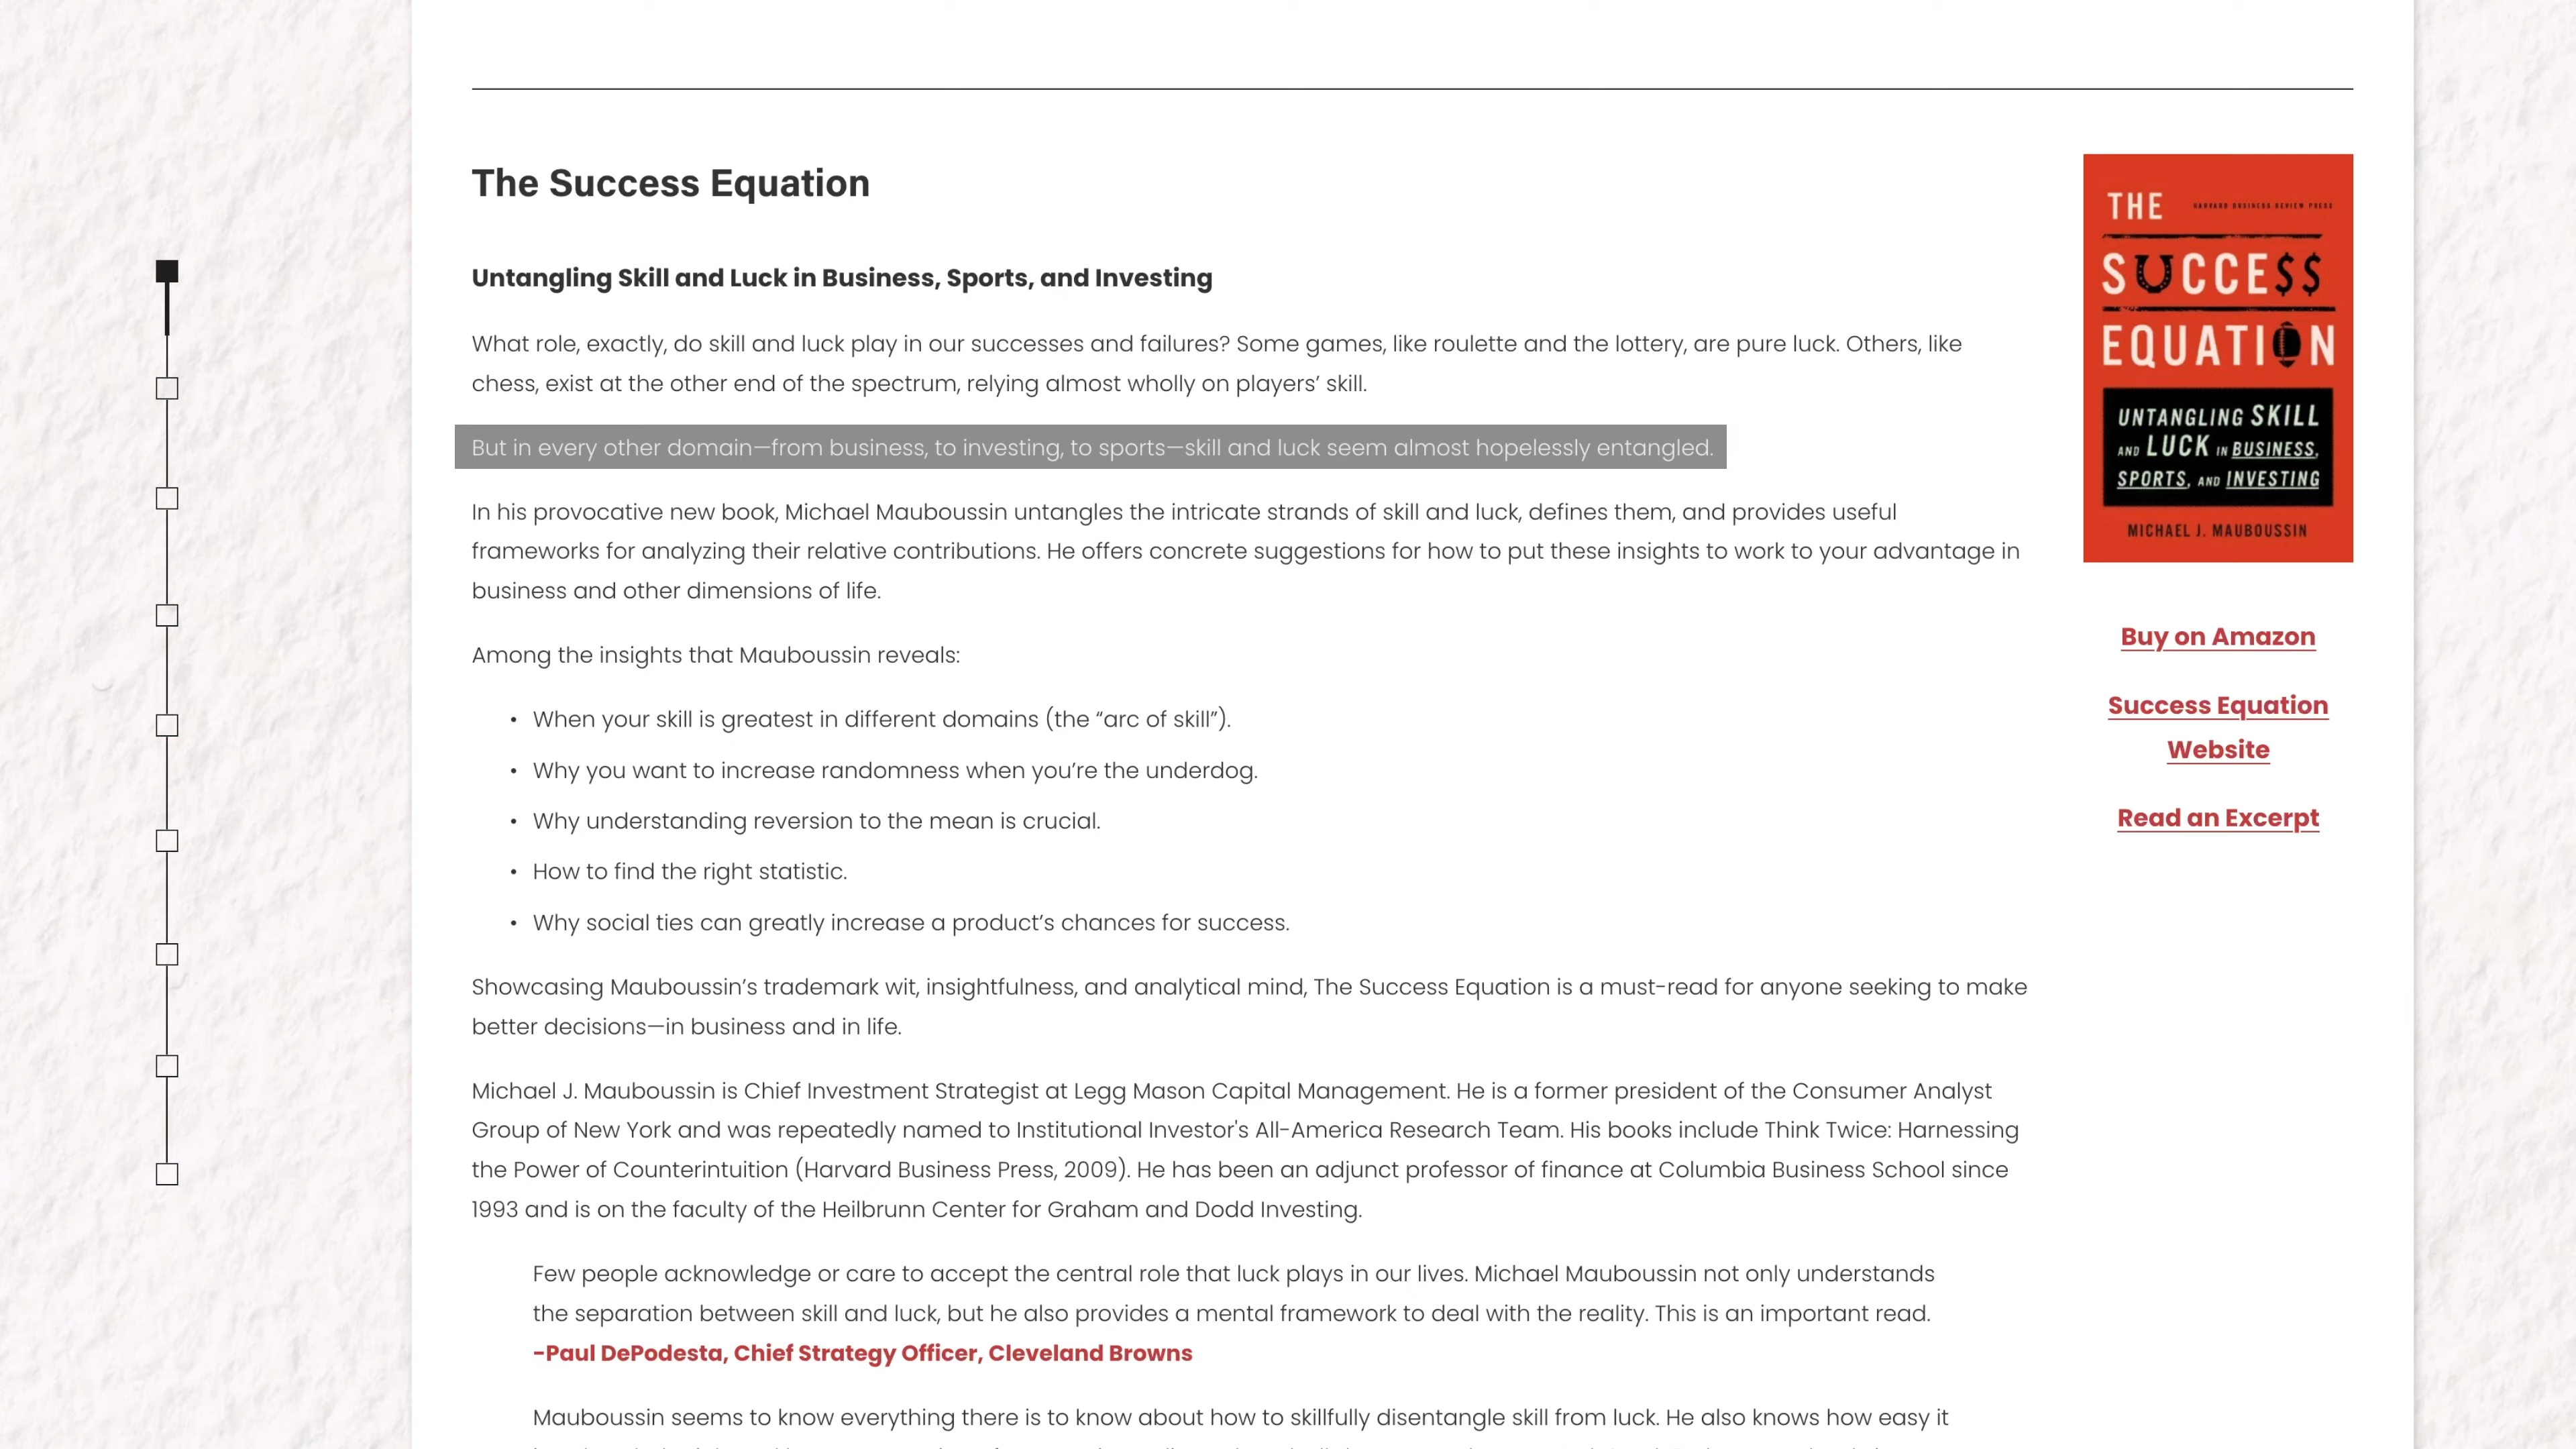 The Success Equation
Untangling Skill and Luck in Business, Sports, and Investing
What role, exactly, do skill and luck play in our successes and failures? Some games, like roulette and the lottery, are pure luck. Others, like
chess, exist at the other end of the spectrum, relying almost wholly on players’ skill.
But in every other domain—from business, to investing, to sports—skill and luck seem almost hopelessly entangled.
In his provocative new book, Michael Mauboussin untangles the intricate strands of skill and luck, defines them, and provides useful
frameworks for analyzing their relative contributions. He offers concrete suggestions for how to put these insights to work to your advantage in
business and other dimensions of life.
Among the insights that Mauboussin reveals:
• When your skill is greatest in different domains (the “arc of skill”).
• Why you want to increase randomness when you’re the underdog.
• Why understanding reversion to the mean is crucial.
• How to find the right statistic.
• Why social ties can greatly increase a product’s chances for success.
Showcasing Mauboussin’s trademark wit, insightfulness, and analytical mind, The Success Equation is a must-read for anyone seeking to make
better decisions—in business and in life.
Michael J. Mauboussin is Chief Investment Strategist at Legg Mason Capital Management. He is a former president of the Consumer Analyst
Group of New York and was repeatedly named to Institutional Investor's All-America Research Team. His books include Think Twice: Harnessing
the Power of Counterintuition (Harvard Business Press, 2009). He has been an adjunct professor of finance at Columbia Business School since
1993 and is on the faculty of the Heilbrunn Center for Graham and Dodd Investing.
Few people acknowledge or care to accept the central role that luck plays in our lives. Michael Mauboussin not only understands
the separation between skill and luck, but he also provides a mental framework to deal with the reality. This is an important read.
-Paul DePodesta, Chief Strategy Officer, Cleveland Browns
Mauboussin seems to know everything there is to know about how to skillfully disentangle skill from luck. He also knows how easy it
THE
HARVARD BUSINESS REVIEW PRESS
SUCCE$$
EQUATION
UNTANGLING SKILL
AND LUCK IN BUSINESS,
SPORTS, AND INVESTING
MICHAEL J. MAUBOUSSIN
Buy on Amazon
Success Equation
Website
Read an Excerpt